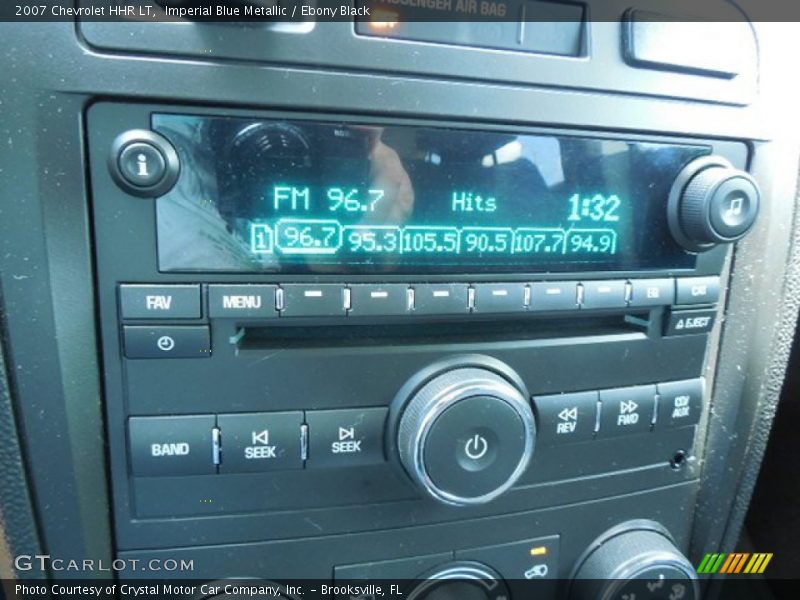 2007 Chevrolet HHR LT, Imperial Blue Metallic / Ebony Black
PASSENGER AIR BAG
i
FM 96.7 Hits 1:32
1 96.7 95.3 105.5 90.5 107.7 94.9
FAV MENU EQ CAT
EJECT
BAND SEEK SEEK REV FWD CD/AUX
GTCARLOT.COM
Photo Courtesy of Crystal Motor Car Company, Inc. - Brooksville, FL